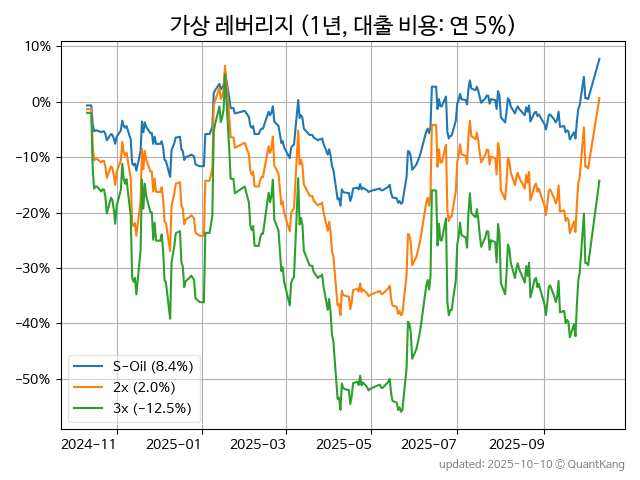 가상 레버리지 (1년, 대출 비용: 연 5%)
10%
0%
−10%
−20%
−30%
−40%
−50%
S-Oil (8.4%)
2x (2.0%)
3x (−12.5%)
2024-11
2025-01
2025-03
2025-05
2025-07
2025-09
updated: 2025-10-10 © QuantKang